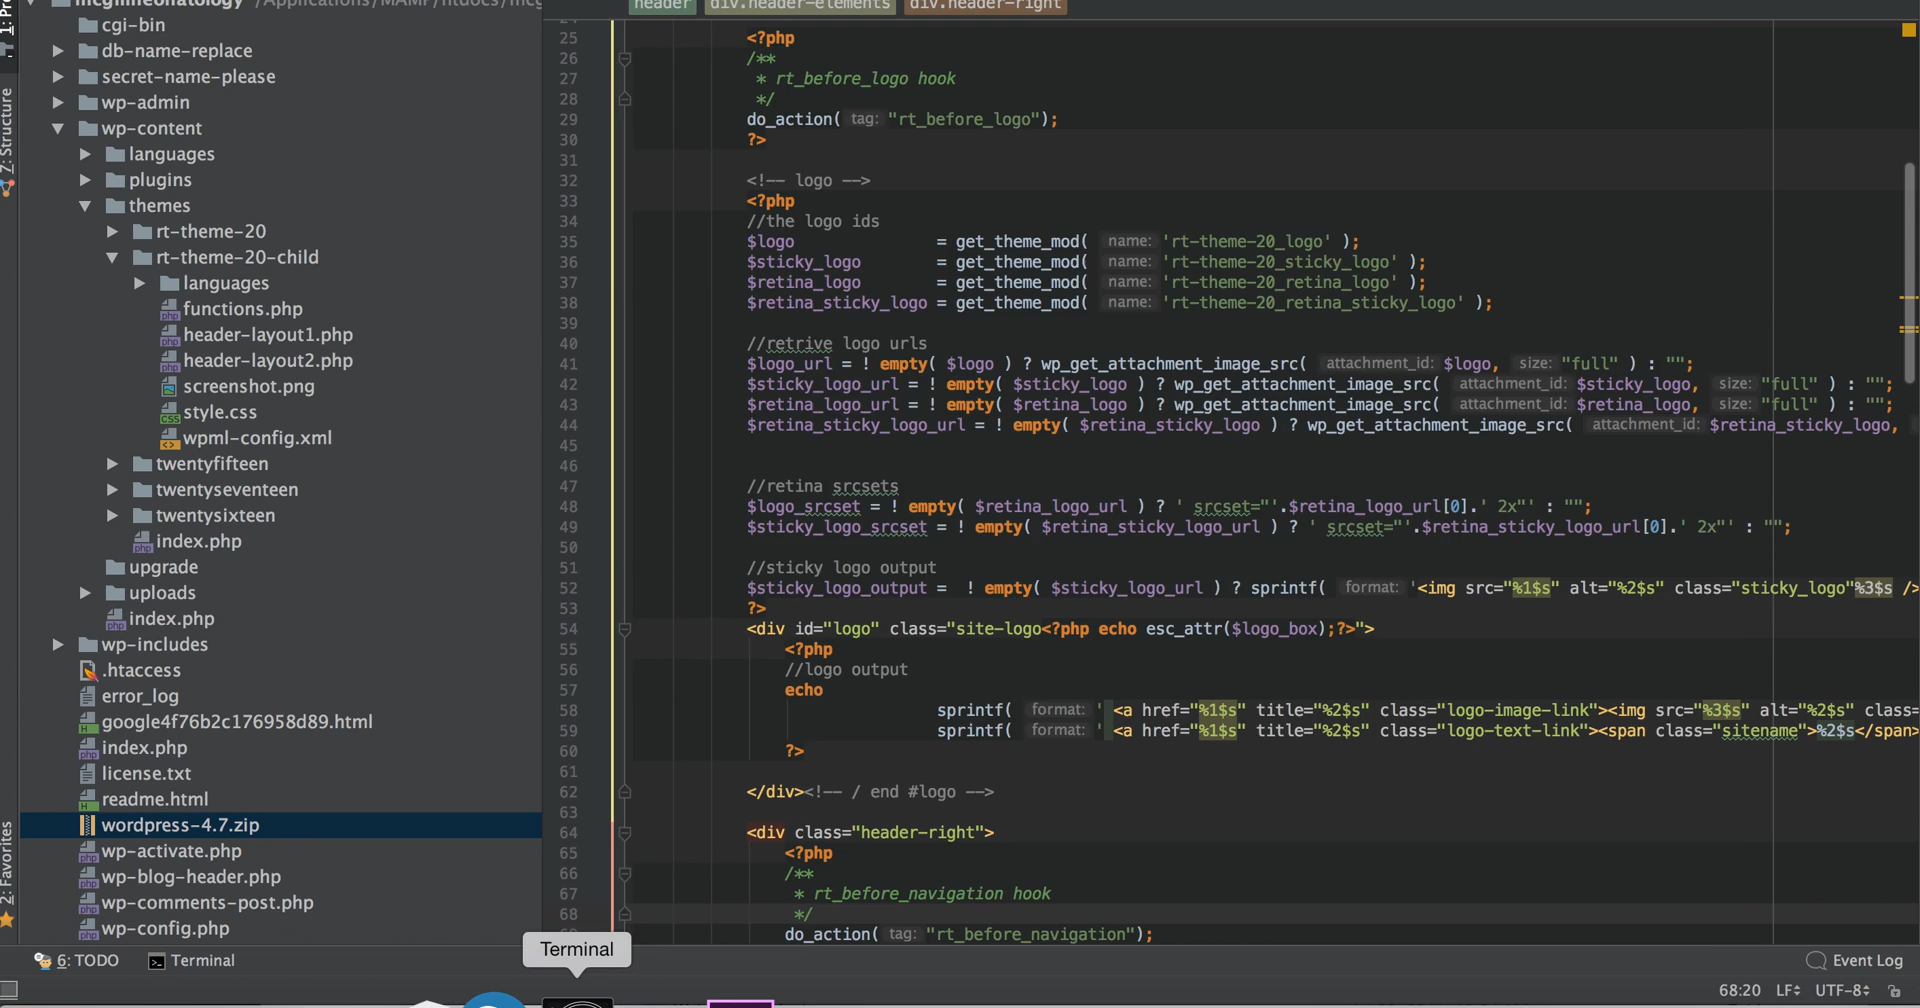 header div.header-elements div.header-right
cgi-bin
db-name-replace
secret-name-please
wp-admin
wp-content
languages
plugins
themes
rt-theme-20
rt-theme-20-child
languages
functions.php
header-layout1.php
header-layout2.php
screenshot.png
style.css
wpml-config.xml
twentyfifteen
twentyseventeen
twentysixteen
index.php
upgrade
uploads
index.php
wp-includes
.htaccess
error_log
google4f76b2c176958d89.html
index.php
license.txt
readme.html
wordpress-4.7.zip
wp-activate.php
wp-blog-header.php
wp-comments-post.php
wp-config.php
Z: Structure
2: Favorites
25 <?php
26 /**
27 * rt_before_logo hook
28 */
29 do_action( tag: "rt_before_logo");
30 ?>
31
32 <!-- logo -->
33 <?php
34 //the logo ids
35 $logo = get_theme_mod( name: 'rt-theme-20_logo' );
36 $sticky_logo = get_theme_mod( name: 'rt-theme-20_sticky_logo' );
37 $retina_logo = get_theme_mod( name: 'rt-theme-20_retina_logo' );
38 $retina_sticky_logo = get_theme_mod( name: 'rt-theme-20_retina_sticky_logo' );
39
40 //retrive logo urls
41 $logo_url = ! empty( $logo ) ? wp_get_attachment_image_src( attachment_id: $logo, size: "full" ) : "";
42 $sticky_logo_url = ! empty( $sticky_logo ) ? wp_get_attachment_image_src( attachment_id: $sticky_logo, size: "full" ) : "";
43 $retina_logo_url = ! empty( $retina_logo ) ? wp_get_attachment_image_src( attachment_id: $retina_logo, size: "full" ) : "";
44 $retina_sticky_logo_url = ! empty( $retina_sticky_logo ) ? wp_get_attachment_image_src( attachment_id: $retina_sticky_logo,
45
46
47 //retina srcsets
48 $logo_srcset = ! empty( $retina_logo_url ) ? ' srcset="'.$retina_logo_url[0].' 2x"' : "";
49 $sticky_logo_srcset = ! empty( $retina_sticky_logo_url ) ? ' srcset="'.$retina_sticky_logo_url[0].' 2x"' : "";
50
51 //sticky logo output
52 $sticky_logo_output = ! empty( $sticky_logo_url ) ? sprintf( format: '<img src="%1$s" alt="%2$s" class="sticky_logo"%3$s />
53 ?>
54 <div id="logo" class="site-logo<?php echo esc_attr($logo_box);?>">
55 <?php
56 //logo output
57 echo
58 sprintf( format: ' <a href="%1$s" title="%2$s" class="logo-image-link"><img src="%3$s" alt="%2$s" class=
59 sprintf( format: ' <a href="%1$s" title="%2$s" class="logo-text-link"><span class="sitename">%2$s</span>
60 ?>
61
62 </div><!-- / end #logo -->
63
64 <div class="header-right">
65 <?php
66 /**
67 * rt_before_navigation hook
68 */
do_action( tag: "rt_before_navigation");
Terminal
6: TODO Terminal Event Log
68:20 LF UTF-8